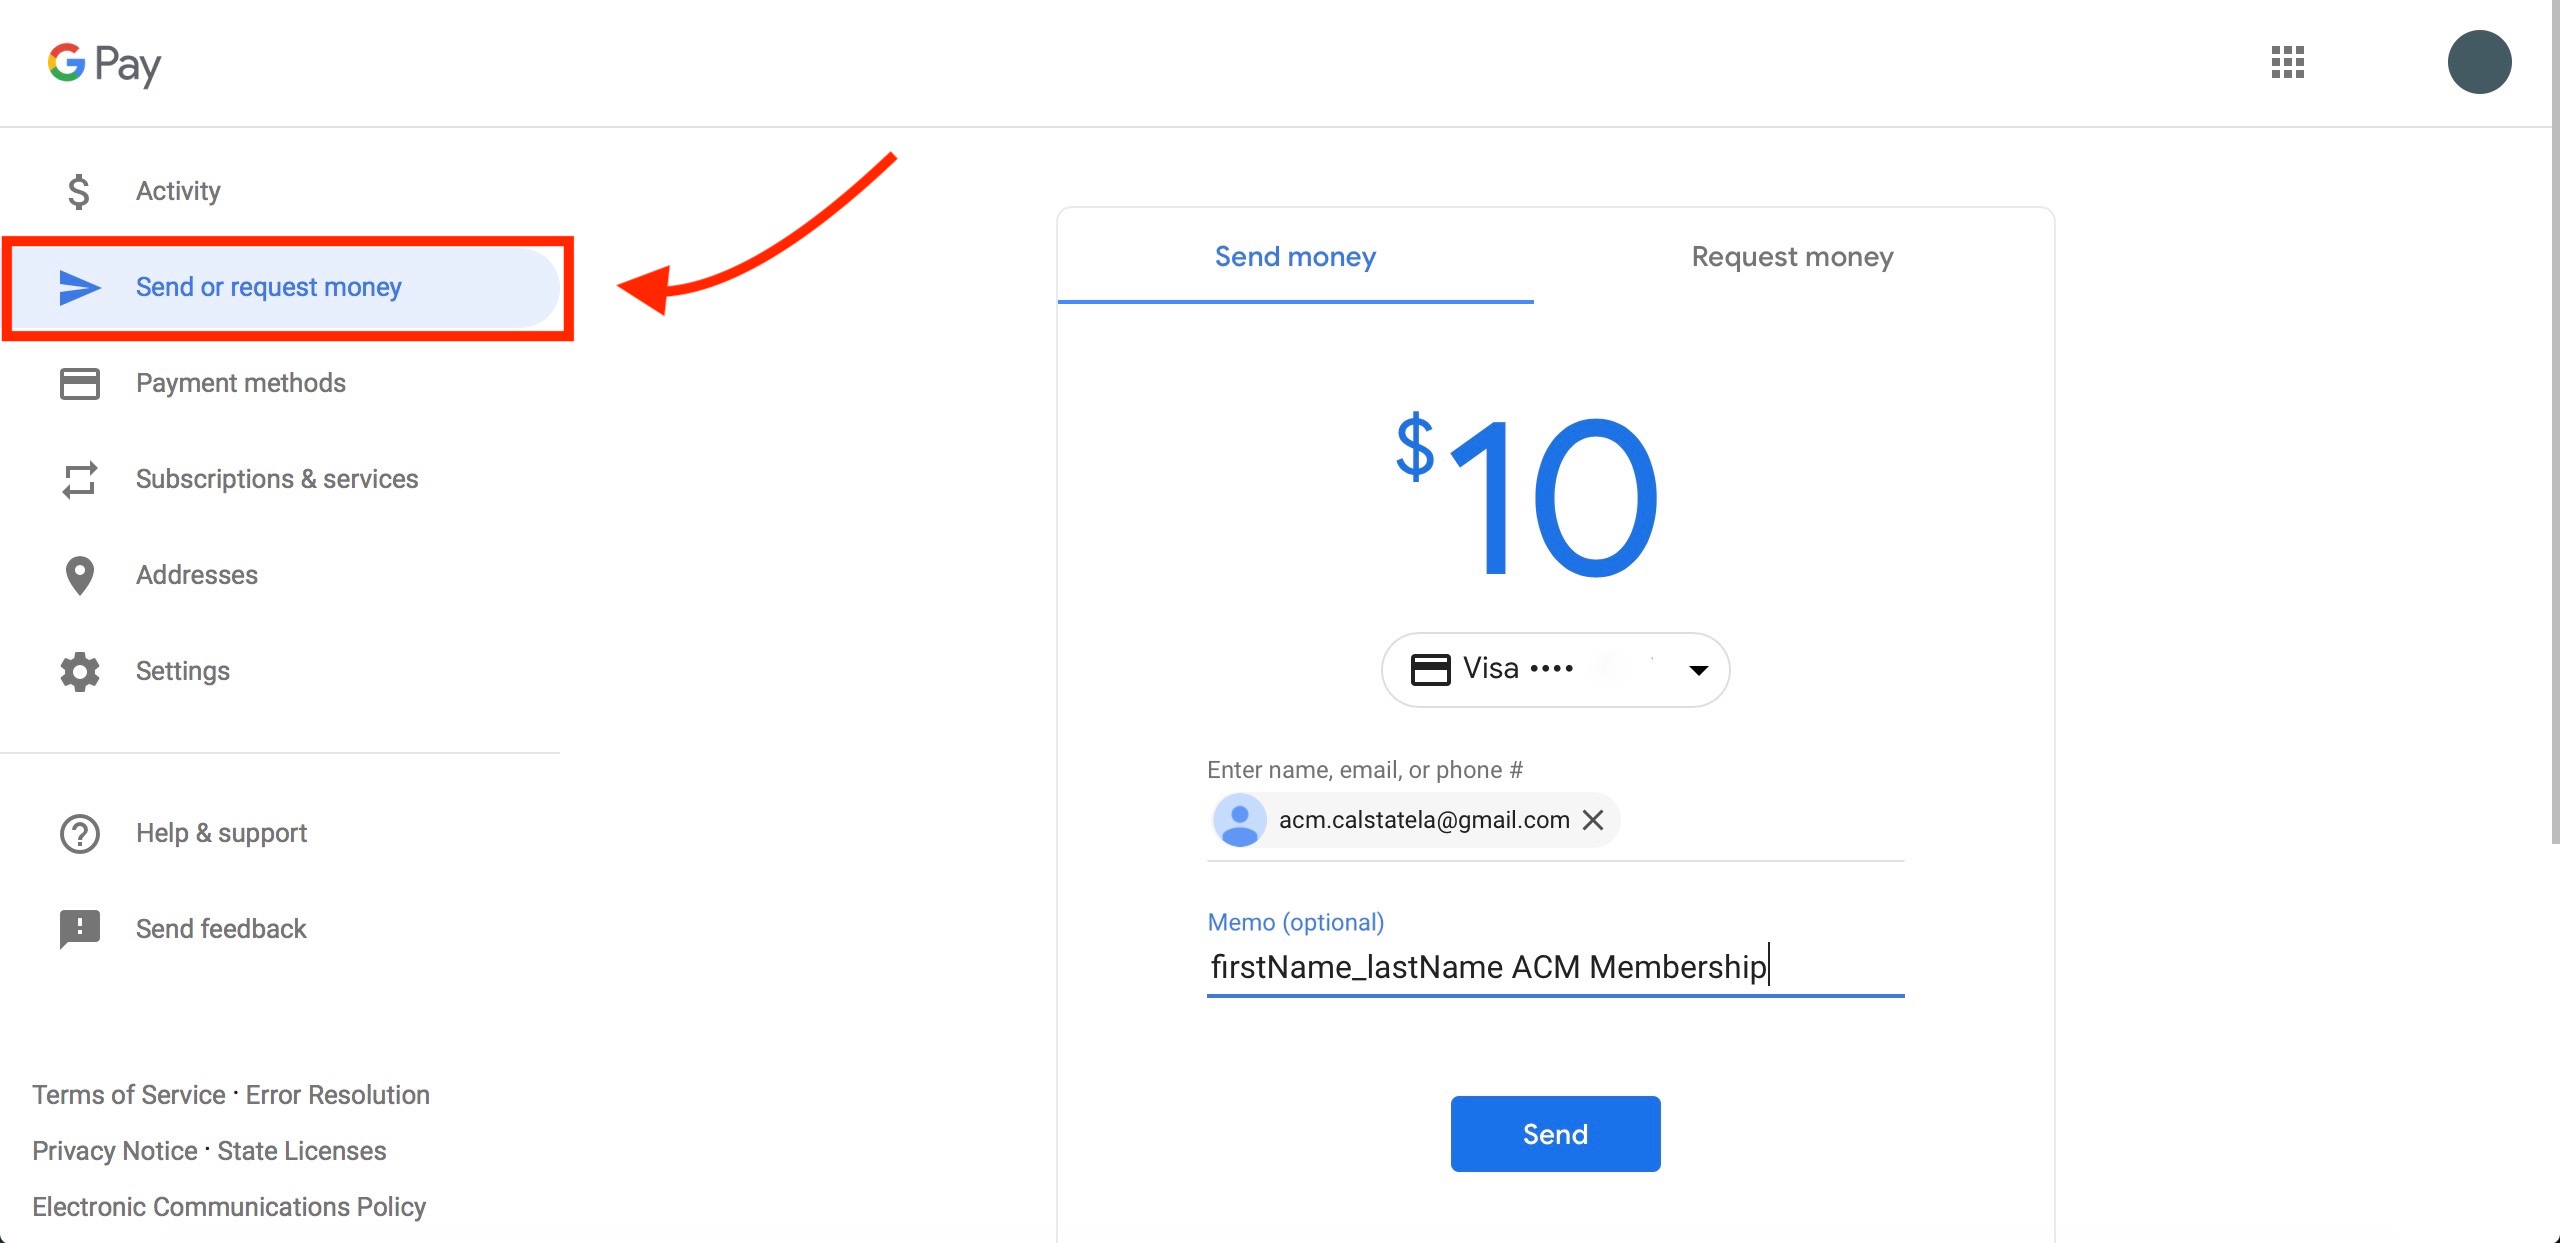 G Pay
Activity
Send or request money
Payment methods
Subscriptions & services
Addresses
Settings
Help & support
Send feedback
Terms of Service · Error Resolution
Privacy Notice · State Licenses
Electronic Communications Policy
Send money
Request money
$10
Visa ••••
Enter name, email, or phone #
acm.calstatela@gmail.com
Memo (optional)
firstName_lastName ACM Membership
Send